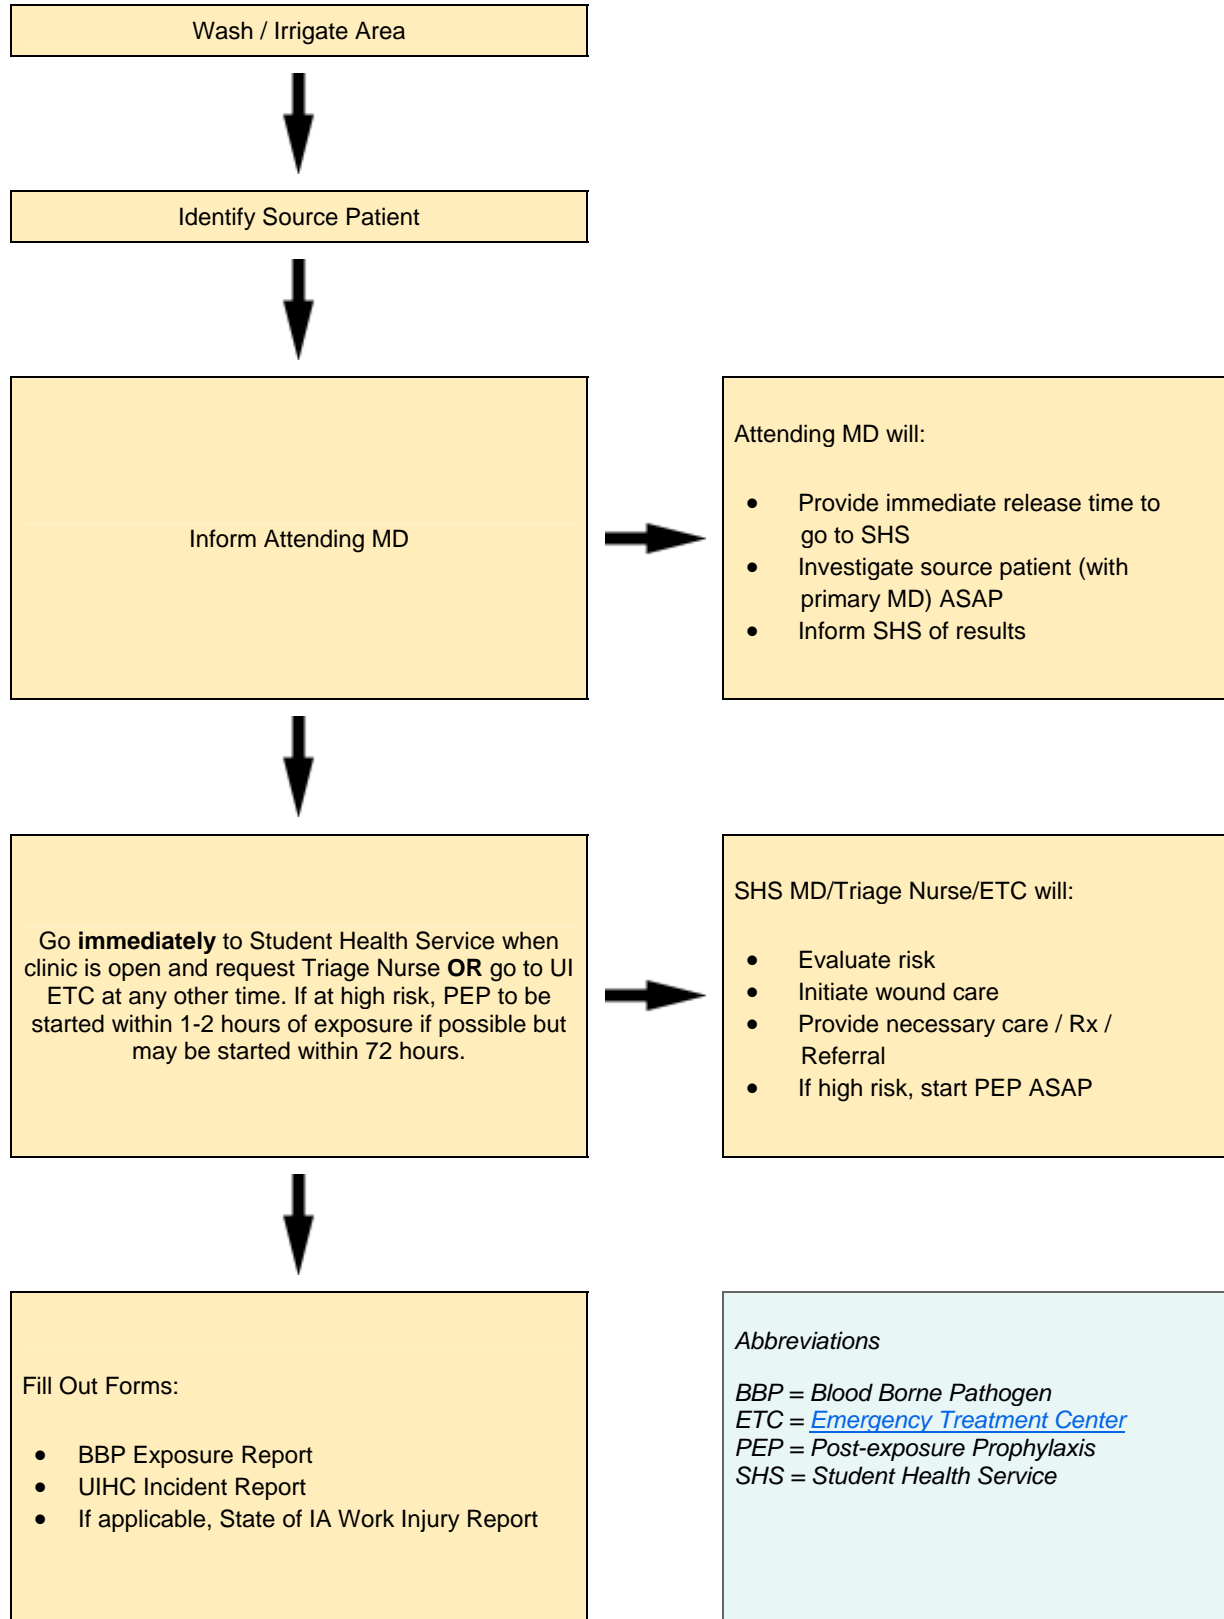 Wash / Irrigate Area
Identify Source Patient
Inform Attending MD
Attending MD will:
• Provide immediate release time to
go to SHS
• Investigate source patient (with
primary MD) ASAP
• Inform SHS of results
Go immediately to Student Health Service when
clinic is open and request Triage Nurse OR go to UI
ETC at any other time. If at high risk, PEP to be
started within 1-2 hours of exposure if possible but
may be started within 72 hours.
SHS MD/Triage Nurse/ETC will:
• Evaluate risk
• Initiate wound care
• Provide necessary care / Rx /
Referral
• If high risk, start PEP ASAP
Fill Out Forms:
• BBP Exposure Report
• UIHC Incident Report
• If applicable, State of IA Work Injury Report
Abbreviations
BBP = Blood Borne Pathogen
ETC = Emergency Treatment Center
PEP = Post-exposure Prophylaxis
SHS = Student Health Service